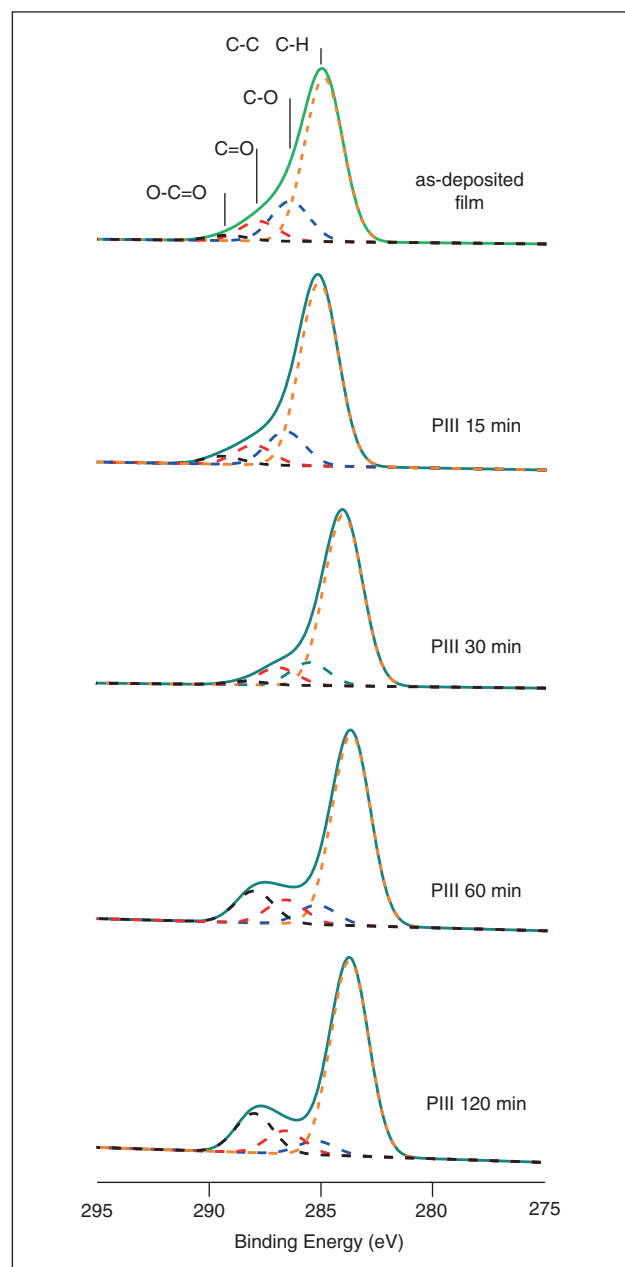 C-C C-H
C-O
C=O
O-C=O
as-deposited
film
PIII 15 min
PIII 30 min
PIII 60 min
PIII 120 min
295 290 285 280 275
Binding Energy (eV)